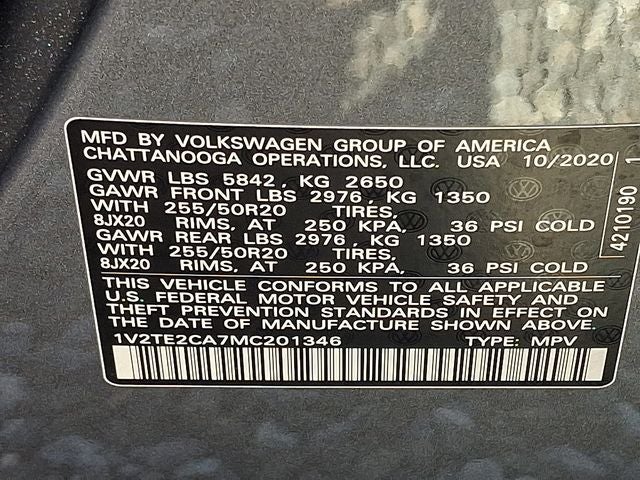 MFD BY VOLKSWAGEN GROUP OF AMERICA
CHATTANOOGA OPERATIONS, LLC. USA 10/2020
GVWR LBS 5842, KG 2650
GAWR FRONT LBS 2976, KG 1350
WITH 255/50R20 TIRES,
8JX20 RIMS, AT 250 KPA, 36 PSI COLD
GAWR REAR LBS 2976, KG 1350
WITH 255/50R20 TIRES,
8JX20 RIMS, AT 250 KPA, 36 PSI COLD
THIS VEHICLE CONFORMS TO ALL APPLICABLE
U.S. FEDERAL MOTOR VEHICLE SAFETY AND
THEFT PREVENTION STANDARDS IN EFFECT ON
THE DATE OF MANUFACTURE SHOWN ABOVE.
1V2TE2CA7MC201346 TYPE: MPV
4210190 1